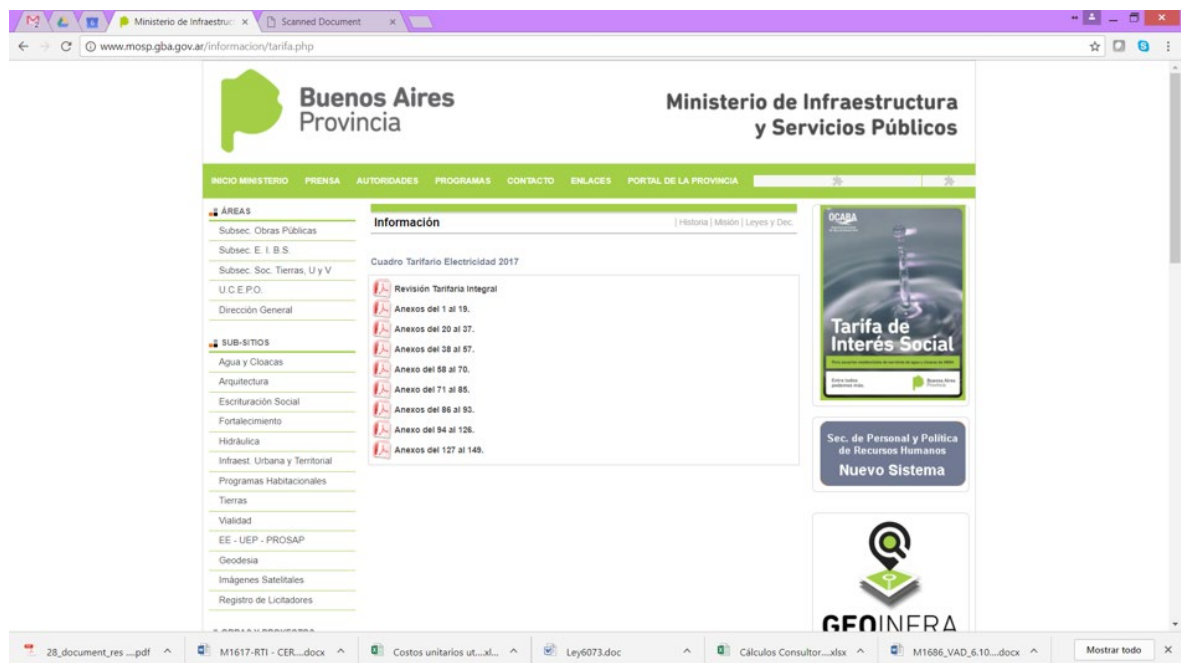 Ministerio de Infraestruct
Scanned Document
www.mosp.gba.gov.ar/informacion/tarifa.php
Buenos Aires
Provincia
Ministerio de Infraestructura
y Servicios Públicos
INICIO MINISTERIO PRENSA AUTORIDADES PROGRAMAS CONTACTO ENLACES PORTAL DE LA PROVINCIA
ÁREAS
Subsec. Obras Públicas
Subsec. E. I. B.S.
Subsec. Soc. Tierras, U y V
U.C.E.P.O.
Dirección General
SUB-SITIOS
Agua y Cloacas
Arquitectura
Escrituración Social
Fortalecimiento
Hidráulica
Infraest. Urbana y Territorial
Programas Habitacionales
Tierras
Vialidad
EE - UEP - PROSAP
Geodesia
Imágenes Satelitales
Registro de Licitadores
Información
| Historia | Misión | Leyes y Dec.
Cuadro Tarifario Electricidad 2017
Revisión Tarifaria Integral
Anexos del 1 al 19.
Anexos del 20 al 37.
Anexos del 38 al 57.
Anexo del 58 al 70.
Anexo del 71 al 85.
Anexos del 86 al 93.
Anexo del 94 al 126.
Anexos del 127 al 149.
OCABA
Tarifa de
Interés Social
Entre todos
podemos más.
Buenos Aires
Provincia
Sec. de Personal y Política
de Recursos Humanos
Nuevo Sistema
GEOINFRA
28_document_res ....pdf
M1617-RTI - CER....docx
Costos unitarios ut....xl...
Ley6073.doc
Cálculos Consultor....xlsx
M1686_VAD_6.10....docx
Mostrar todo